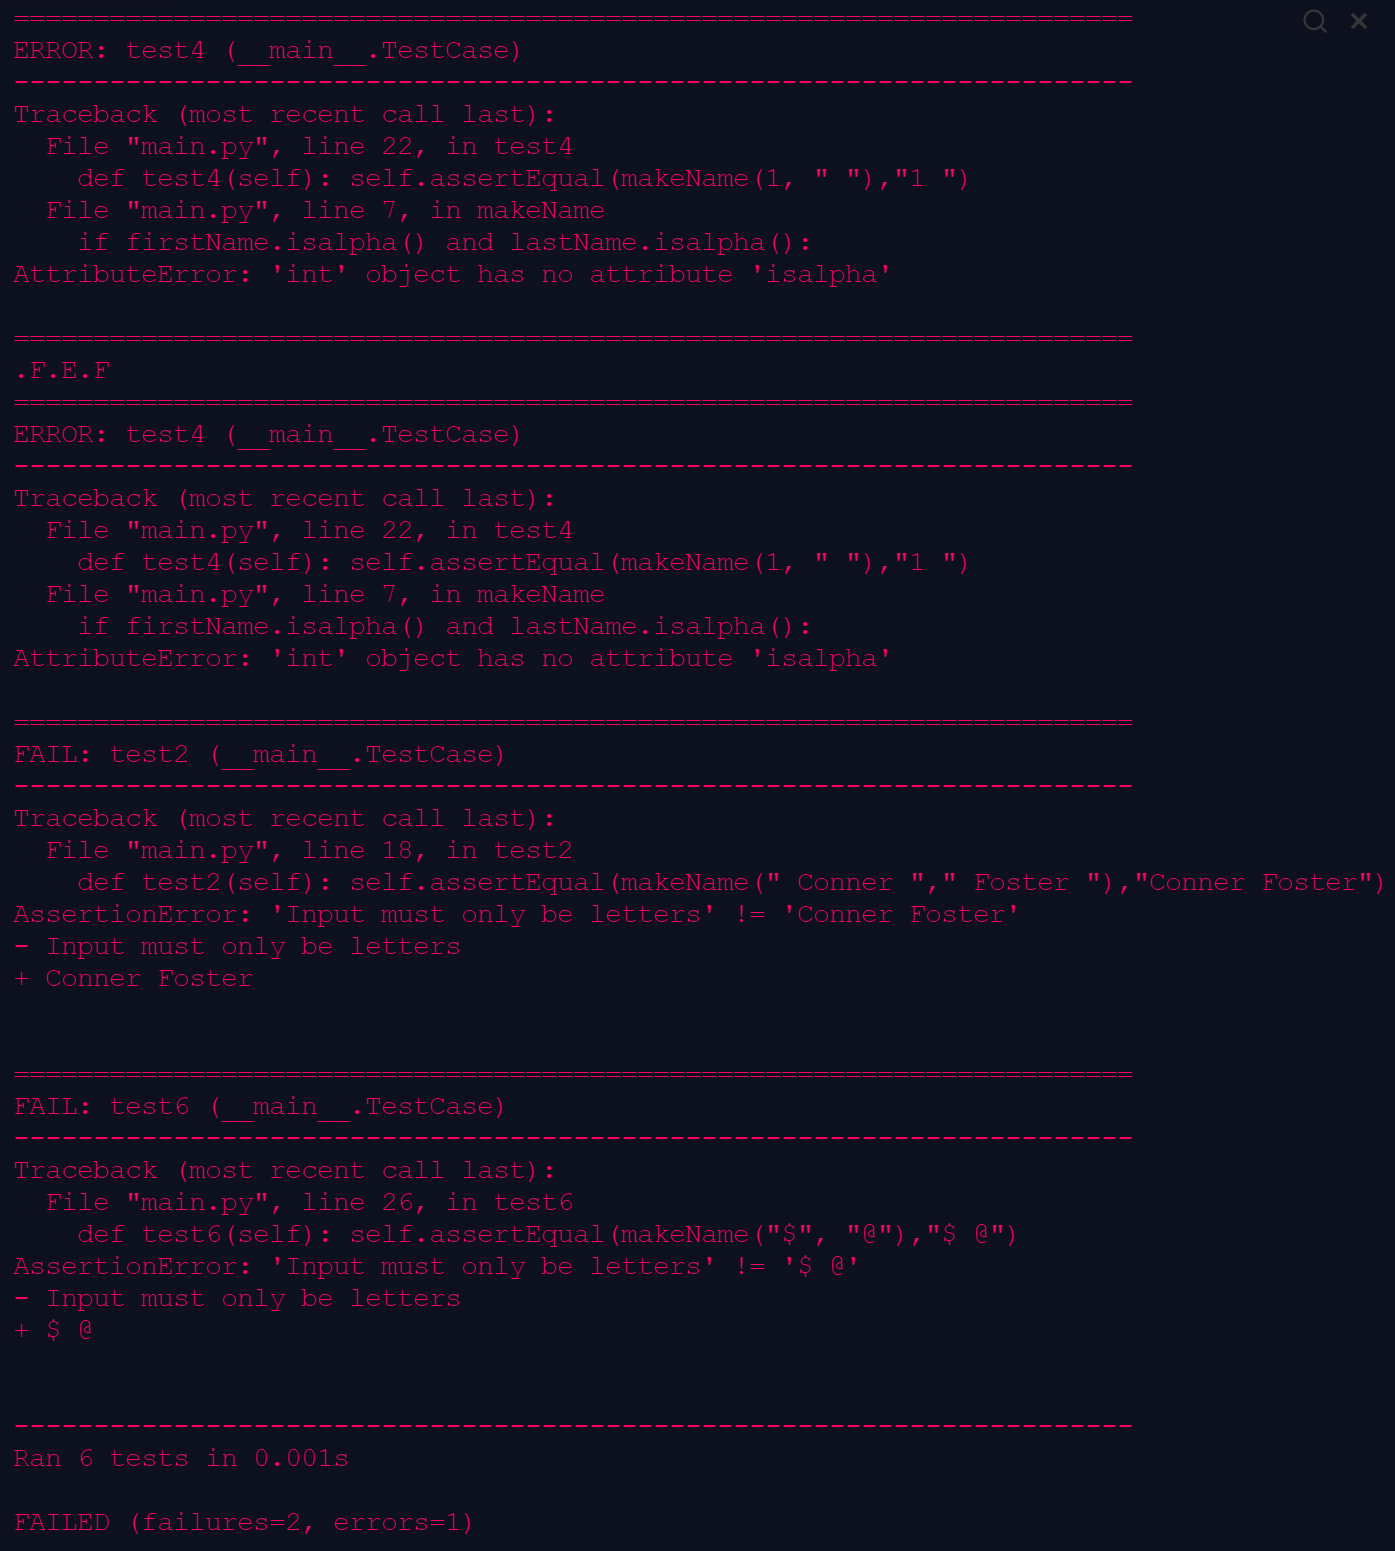 ======================================================================
ERROR: test4 (__main__.TestCase)
----------------------------------------------------------------------
Traceback (most recent call last):
  File "main.py", line 22, in test4
    def test4(self): self.assertEqual(makeName(1, " "),"1 ")
  File "main.py", line 7, in makeName
    if firstName.isalpha() and lastName.isalpha():
AttributeError: 'int' object has no attribute 'isalpha'

======================================================================
.F.E.F
======================================================================
ERROR: test4 (__main__.TestCase)
----------------------------------------------------------------------
Traceback (most recent call last):
  File "main.py", line 22, in test4
    def test4(self): self.assertEqual(makeName(1, " "),"1 ")
  File "main.py", line 7, in makeName
    if firstName.isalpha() and lastName.isalpha():
AttributeError: 'int' object has no attribute 'isalpha'

======================================================================
FAIL: test2 (__main__.TestCase)
----------------------------------------------------------------------
Traceback (most recent call last):
  File "main.py", line 18, in test2
    def test2(self): self.assertEqual(makeName(" Conner "," Foster "),"Conner Foster")
AssertionError: 'Input must only be letters' != 'Conner Foster'
- Input must only be letters
+ Conner Foster


======================================================================
FAIL: test6 (__main__.TestCase)
----------------------------------------------------------------------
Traceback (most recent call last):
  File "main.py", line 26, in test6
    def test6(self): self.assertEqual(makeName("$", "@"),"$ @")
AssertionError: 'Input must only be letters' != '$ @'
- Input must only be letters
+ $ @


----------------------------------------------------------------------
Ran 6 tests in 0.001s

FAILED (failures=2, errors=1)